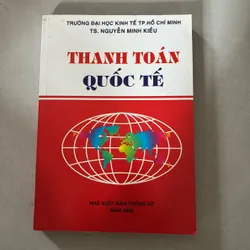 TRƯỜNG ĐẠI HỌC KINH TẾ TP.HỒ CHÍ MINH
TS. NGUYỄN MINH KIỀU
THANH TOÁN
QUỐC TẾ
NHÀ XUẤT BẢN THỐNG KÊ
NĂM